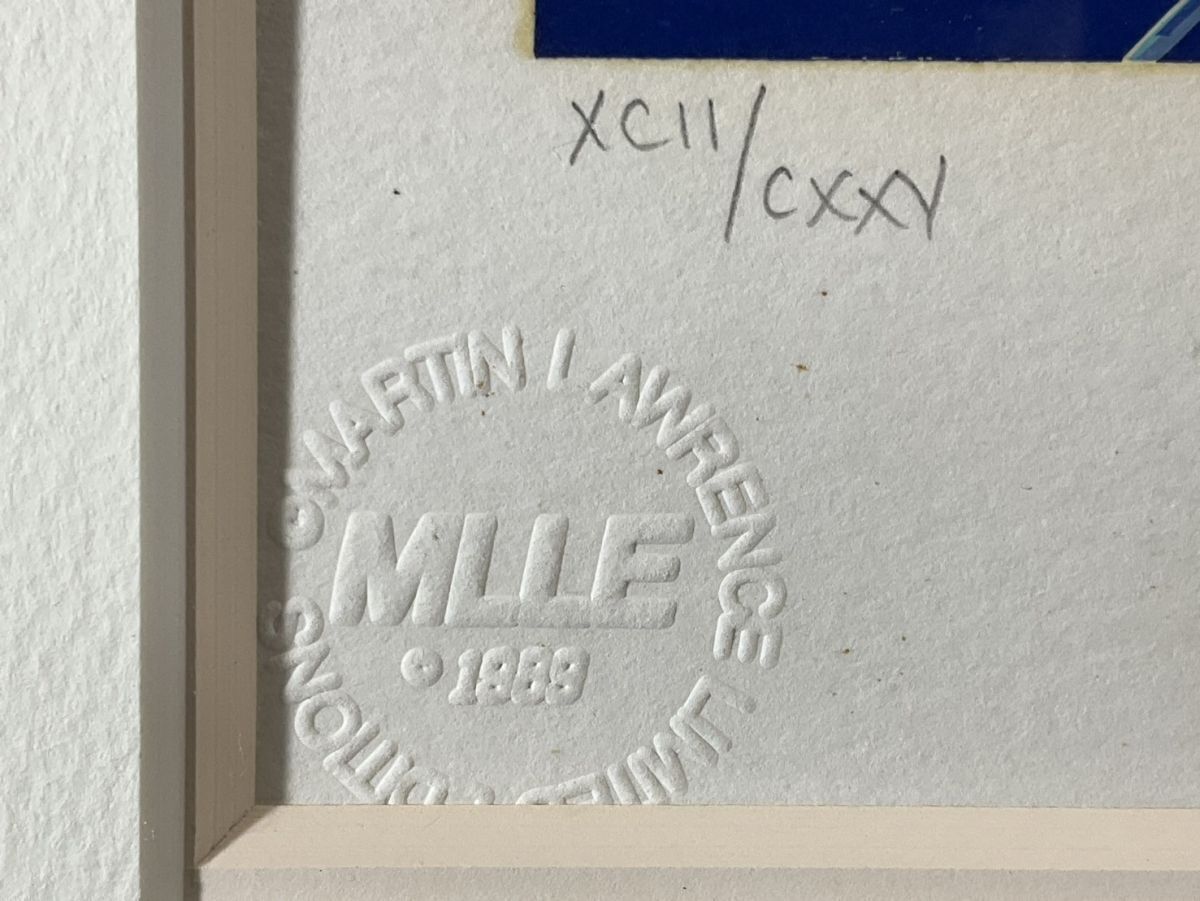 XCII/CXXV
© MARTIN LAWRENCE LIMITED EDITIONS
MLLE
© 1989